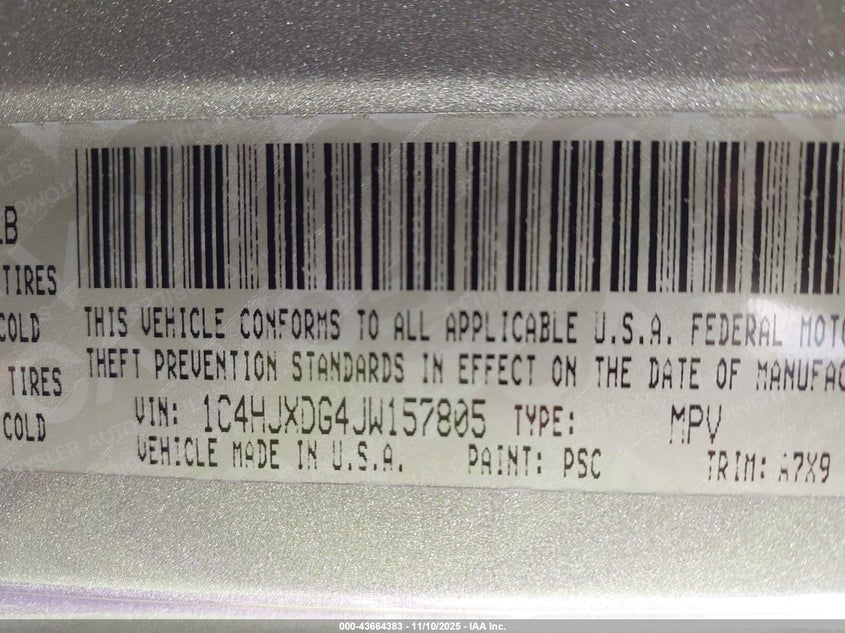 LB
TIRES
COLD
TIRES
COLD
THIS VEHICLE CONFORMS TO ALL APPLICABLE U.S.A. FEDERAL MOTO
THEFT PREVENTION STANDARDS IN EFFECT ON THE DATE OF MANUFAC
VIN: 1C4HJXDG4JW157805 TYPE: MPV
VEHICLE MADE IN U.S.A. PAINT: PSC TRIM: A7X9
000-43664383 - 11/10/2025 - IAA Inc.